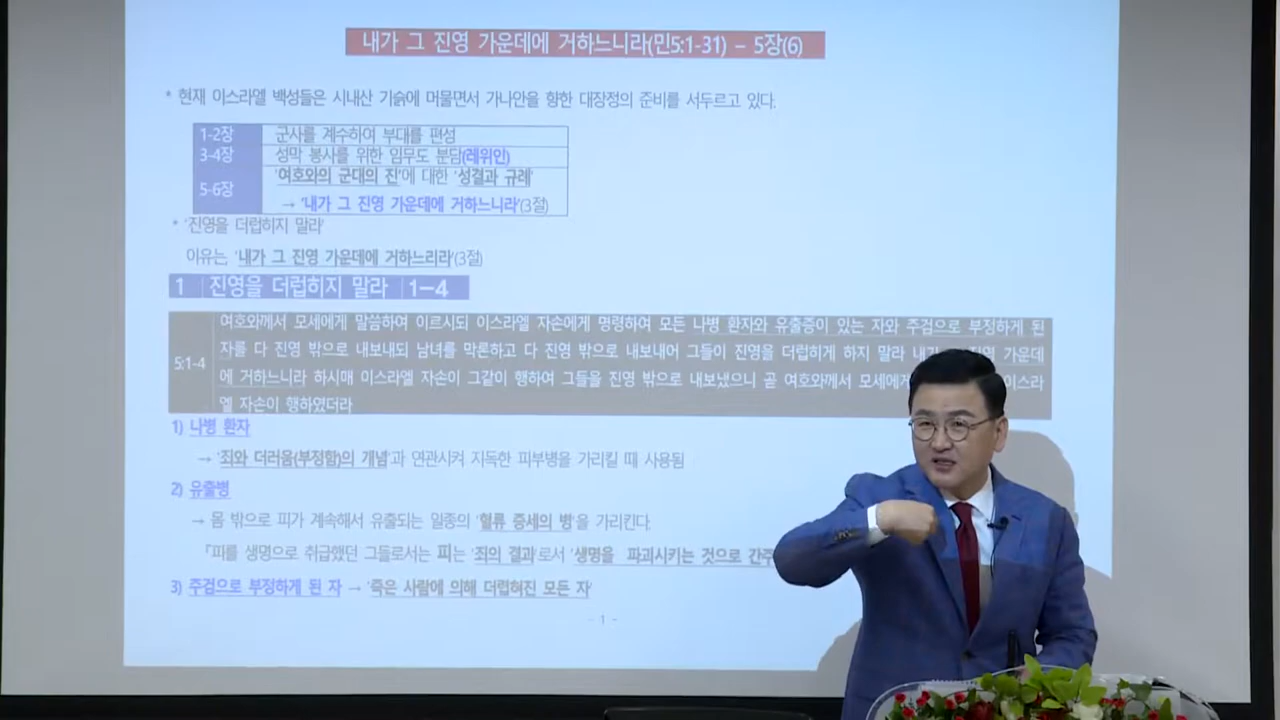 내가 그 진영 가운데에 거하느니라(민5:1-31) - 5장(6)
* 현재 이스라엘 백성들은 시내산 기슭에 머물면서 가나안을 향한 대장정의 준비를 서두르고 있다.
1-2장 군사를 계수하여 부대를 편성
3-4장 성막 봉사를 위한 임무도 분담(레위인)
5-6장 '여호와의 군대의 진'에 대한 '성결과 규례'
→ '내가 그 진영 가운데에 거하느니라'(3절)
* '진영을 더럽히지 말라'
이유는, '내가 그 진영 가운데에 거하느리라'(3절)
1 진영을 더럽히지 말라 1-4
여호와께서 모세에게 말씀하여 이르시되 이스라엘 자손에게 명령하여 모든 나병 환자와 유출증이 있는 자와 주검으로 부정하게 된
5:1-4 자를 다 진영 밖으로 내보내되 남녀를 막론하고 다 진영 밖으로 내보내어 그들이 진영을 더럽히게 하지 말라 내가 가운데
에 거하느니라 하시매 이스라엘 자손이 그같이 행하여 그들을 진영 밖으로 내보냈으니 곧 여호와께서 모세에게 이스라
엘 자손이 행하였더라
1) 나병 환자
→ '죄와 더러움(부정함)의 개념'과 연관시켜 지독한 피부병을 가리킬 때 사용됨
2) 유출병
→ 몸 밖으로 피가 계속해서 유출되는 일종의 '혈류 증세의 병'을 가리킨다.
『피를 생명으로 취급했던 그들로서는 피는 '죄의 결과'로서 '생명을 파괴시키는 것으로 간주
3) 주검으로 부정하게 된 자 → '죽은 사람에 의해 더렵혀진 모든 자'
- 1 -